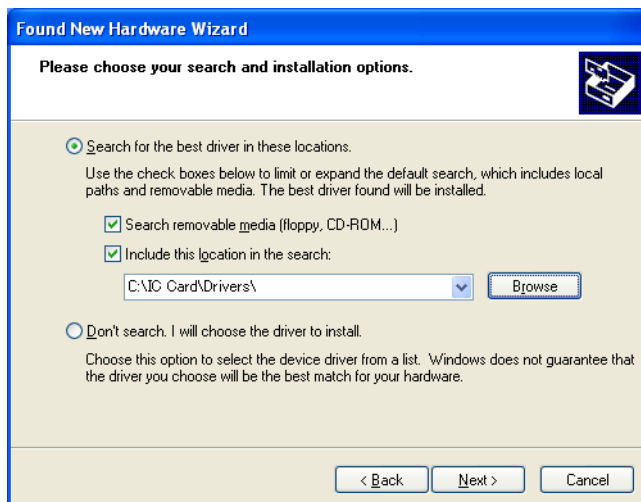 Found New Hardware Wizard
Please choose your search and installation options.
Search for the best driver in these locations.
Use the check boxes below to limit or expand the default search, which includes local
paths and removable media. The best driver found will be installed.
Search removable media (floppy, CD-ROM...)
Include this location in the search:
C:\IC Card\Drivers\
Browse
Don't search. I will choose the driver to install.
Choose this option to select the device driver from a list. Windows does not guarantee that
the driver you choose will be the best match for your hardware.
< Back
Next >
Cancel